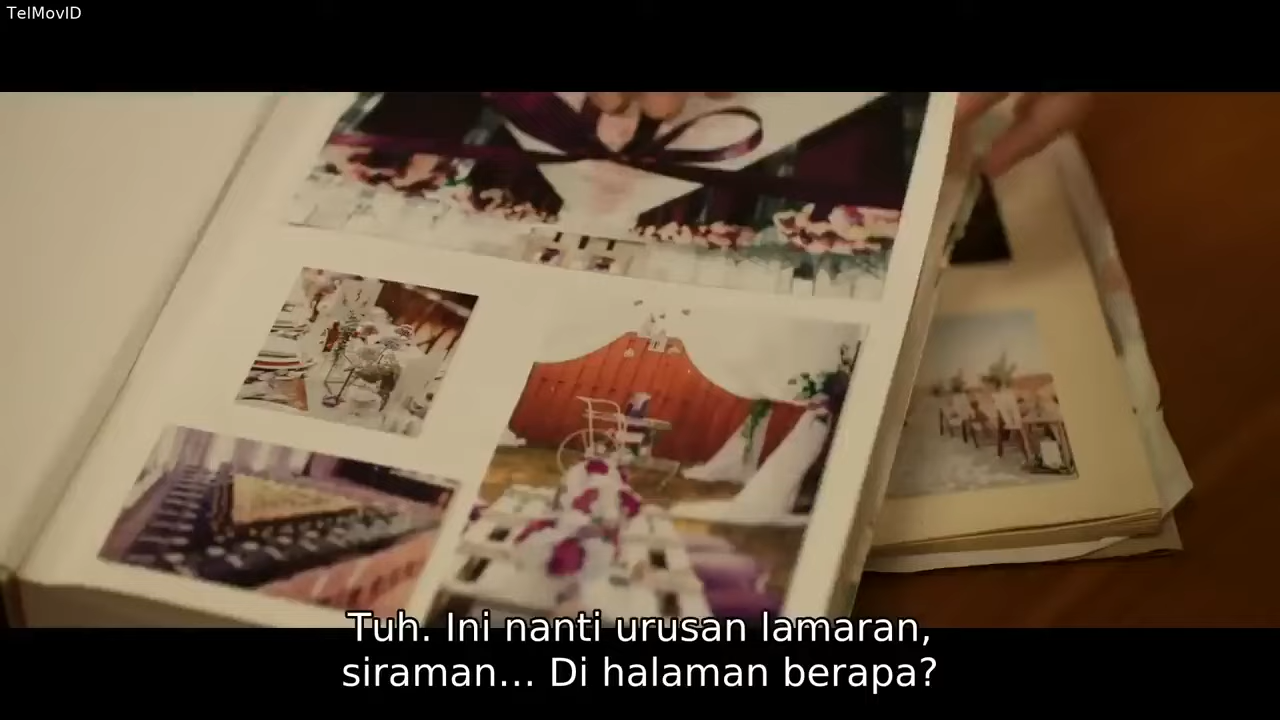 TelMovID
Tuh. Ini nanti urusan lamaran,
siraman... Di halaman berapa?